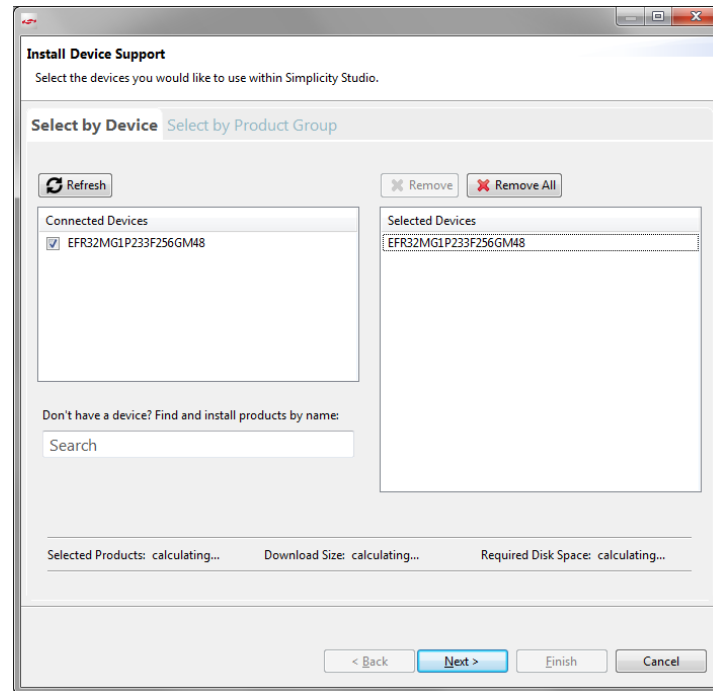 Install Device Support
Select the devices you would like to use within Simplicity Studio.
Select by Device Select by Product Group
Refresh
Remove Remove All
Connected Devices
EFR32MG1P233F256GM48
Selected Devices
EFR32MG1P233F256GM48
Don't have a device? Find and install products by name:
Search
Selected Products: calculating... Download Size: calculating... Required Disk Space: calculating...
< Back Next > Finish Cancel